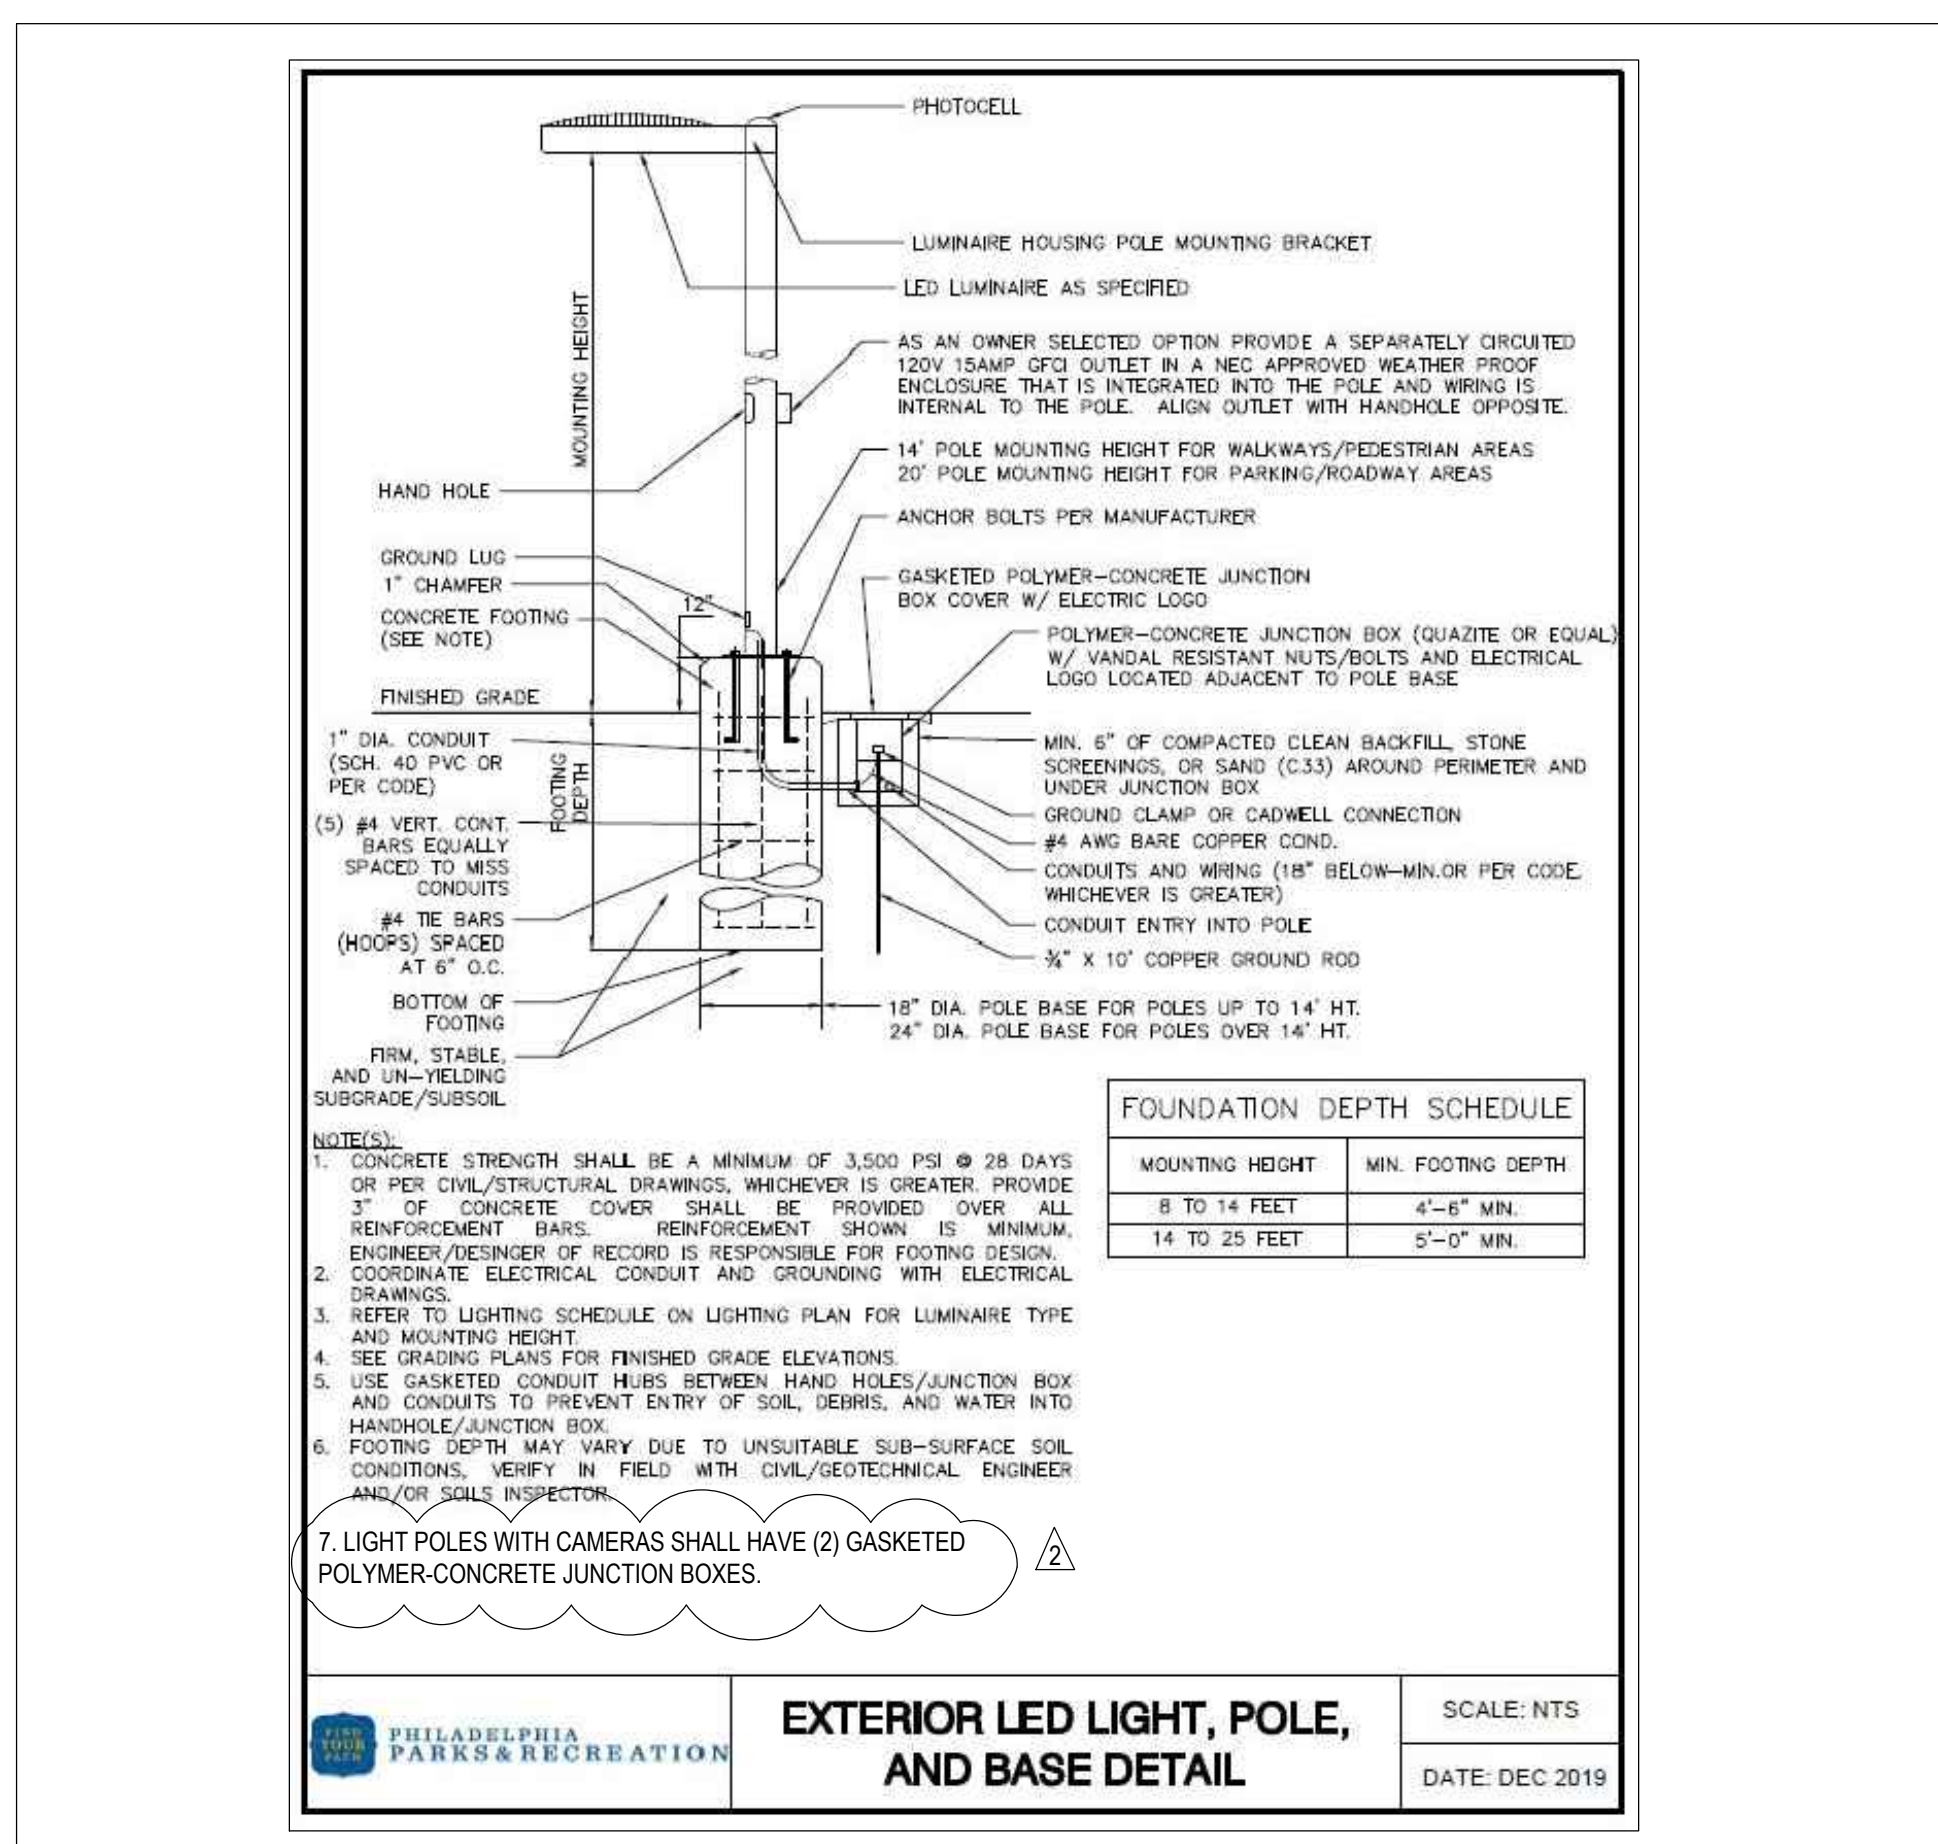 PHOTOCELL
LUMINAIRE HOUSING POLE MOUNTING BRACKET
LED LUMINAIRE AS SPECIFIED
MOUNTING HEIGHT
AS AN OWNER SELECTED OPTION PROVIDE A SEPARATELY CIRCUITED
120V 15AMP GFCI OUTLET IN A NEC APPROVED WEATHER PROOF
ENCLOSURE THAT IS INTEGRATED INTO THE POLE AND WIRING IS
INTERNAL TO THE POLE. ALIGN OUTLET WITH HANDHOLE OPPOSITE.
14' POLE MOUNTING HEIGHT FOR WALKWAYS/PEDESTRIAN AREAS
20' POLE MOUNTING HEIGHT FOR PARKING/ROADWAY AREAS
HAND HOLE
ANCHOR BOLTS PER MANUFACTURER
GROUND LUG
1" CHAMFER
12"
CONCRETE FOOTING
(SEE NOTE)
GASKETED POLYMER-CONCRETE JUNCTION
BOX COVER W/ ELECTRIC LOGO
POLYMER-CONCRETE JUNCTION BOX (QUAZITE OR EQUAL)
W/ VANDAL RESISTANT NUTS/BOLTS AND ELECTRICAL
LOGO LOCATED ADJACENT TO POLE BASE
FINISHED GRADE
1" DIA. CONDUIT
(SCH. 40 PVC OR
PER CODE)
FOOTING
DEPTH
MIN. 6" OF COMPACTED CLEAN BACKFILL, STONE
SCREENINGS, OR SAND (C33) AROUND PERIMETER AND
UNDER JUNCTION BOX
GROUND CLAMP OR CADWELL CONNECTION
#4 AWG BARE COPPER COND.
CONDUITS AND WIRING (18" BELOW-MIN.OR PER CODE,
WHICHEVER IS GREATER)
CONDUIT ENTRY INTO POLE
¾" X 10' COPPER GROUND ROD
(5) #4 VERT. CONT.
BARS EQUALLY
SPACED TO MISS
CONDUITS
#4 TIE BARS
(HOOPS) SPACED
AT 6" O.C.
BOTTOM OF
FOOTING
FIRM, STABLE,
AND UN-YIELDING
SUBGRADE/SUBSOIL
18" DIA. POLE BASE FOR POLES UP TO 14' HT.
24" DIA. POLE BASE FOR POLES OVER 14' HT.
FOUNDATION DEPTH SCHEDULE
MOUNTING HEIGHT MIN. FOOTING DEPTH
8 TO 14 FEET 4'-6" MIN.
14 TO 25 FEET 5'-0" MIN.
NOTE(S):
1. CONCRETE STRENGTH SHALL BE A MINIMUM OF 3,500 PSI @ 28 DAYS
OR PER CIVIL/STRUCTURAL DRAWINGS, WHICHEVER IS GREATER. PROVIDE
3" OF CONCRETE COVER SHALL BE PROVIDED OVER ALL
REINFORCEMENT BARS. REINFORCEMENT SHOWN IS MINIMUM,
ENGINEER/DESINGER OF RECORD IS RESPONSIBLE FOR FOOTING DESIGN.
2. COORDINATE ELECTRICAL CONDUIT AND GROUNDING WITH ELECTRICAL
DRAWINGS.
3. REFER TO LIGHTING SCHEDULE ON LIGHTING PLAN FOR LUMINAIRE TYPE
AND MOUNTING HEIGHT.
4. SEE GRADING PLANS FOR FINISHED GRADE ELEVATIONS.
5. USE GASKETED CONDUIT HUBS BETWEEN HAND HOLES/JUNCTION BOX
AND CONDUITS TO PREVENT ENTRY OF SOIL, DEBRIS, AND WATER INTO
HANDHOLE/JUNCTION BOX.
6. FOOTING DEPTH MAY VARY DUE TO UNSUITABLE SUB-SURFACE SOIL
CONDITIONS, VERIFY IN FIELD WITH CIVIL/GEOTECHNICAL ENGINEER
AND/OR SOILS INSPECTOR.
7. LIGHT POLES WITH CAMERAS SHALL HAVE (2) GASKETED
POLYMER-CONCRETE JUNCTION BOXES.
2
FIND
YOUR
PATH
PHILADELPHIA
PARKS & RECREATION
EXTERIOR LED LIGHT, POLE,
AND BASE DETAIL
SCALE: NTS
DATE: DEC 2019